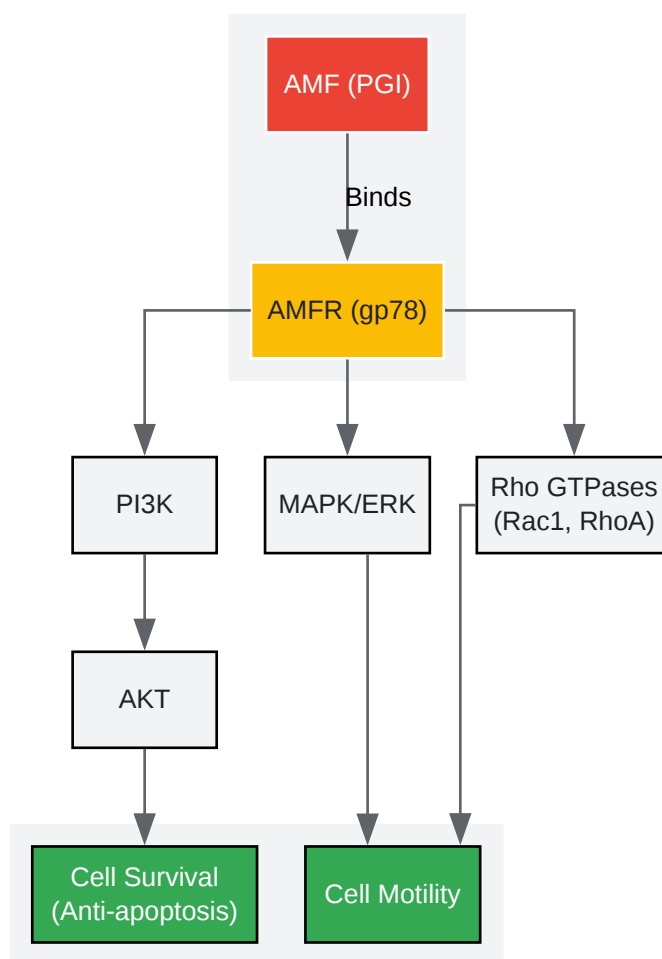 AMF (PGI)
Binds
AMFR (gp78)
PI3K
MAPK/ERK
Rho GTPases
(Rac1, RhoA)
AKT
Cell Survival
(Anti-apoptosis)
Cell Motility